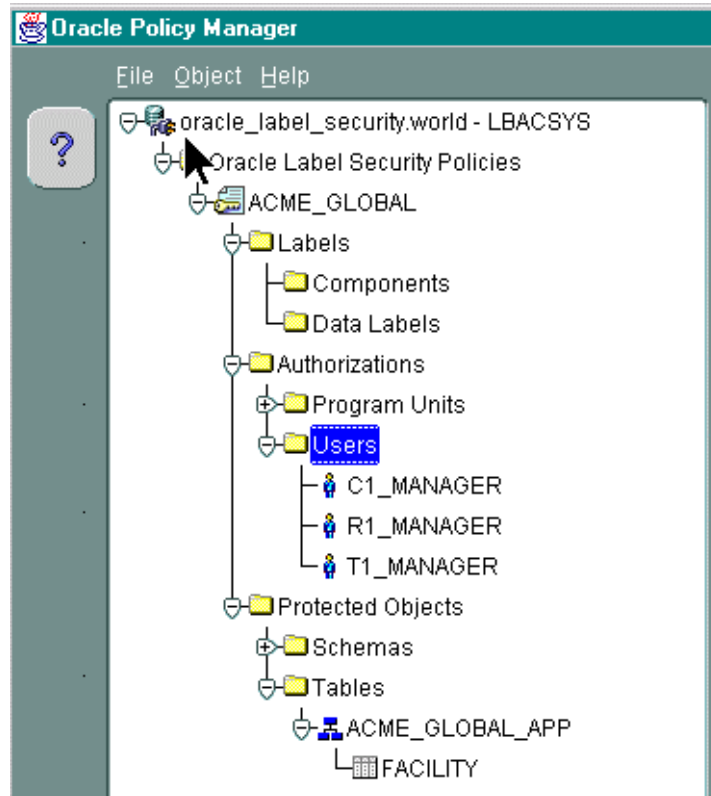 Oracle Policy Manager
File Object Help
?
oracle_label_security.world - LBACSYS
Oracle Label Security Policies
ACME_GLOBAL
Labels
Components
Data Labels
Authorizations
Program Units
Users
C1_MANAGER
R1_MANAGER
T1_MANAGER
Protected Objects
Schemas
Tables
ACME_GLOBAL_APP
FACILITY